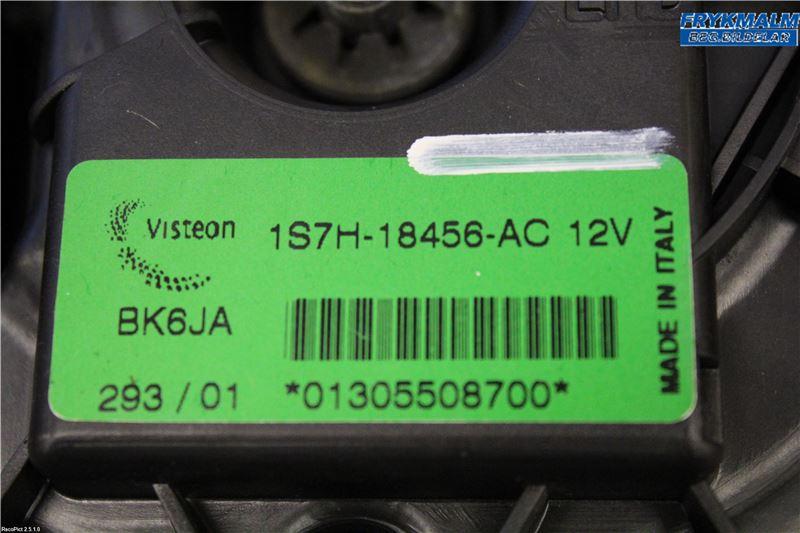 FRYKMALM
BEG.BILDELAR
Visteon 1S7H-18456-AC 12V
BK6JA
293 / 01 *01305508700*
MADE IN ITALY
RecoPict 2.5.1.0